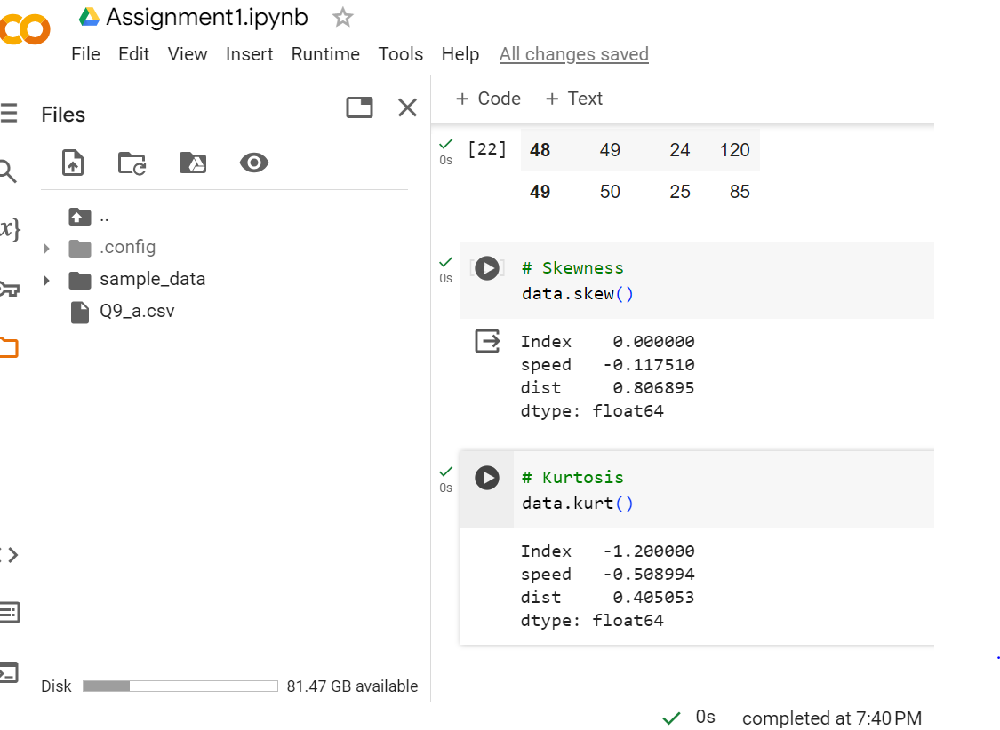 Assignment1.ipynb
File Edit View Insert Runtime Tools Help All changes saved
Files
+ Code + Text
..
.config
sample_data
Q9_a.csv
Disk 81.47 GB available
[22] 48 49 24 120
0s
49 50 25 85
0s
# Skewness
data.skew()
Index 0.000000
speed -0.117510
dist 0.806895
dtype: float64
0s
# Kurtosis
data.kurt()
Index -1.200000
speed -0.508994
dist 0.405053
dtype: float64
0s completed at 7:40 PM